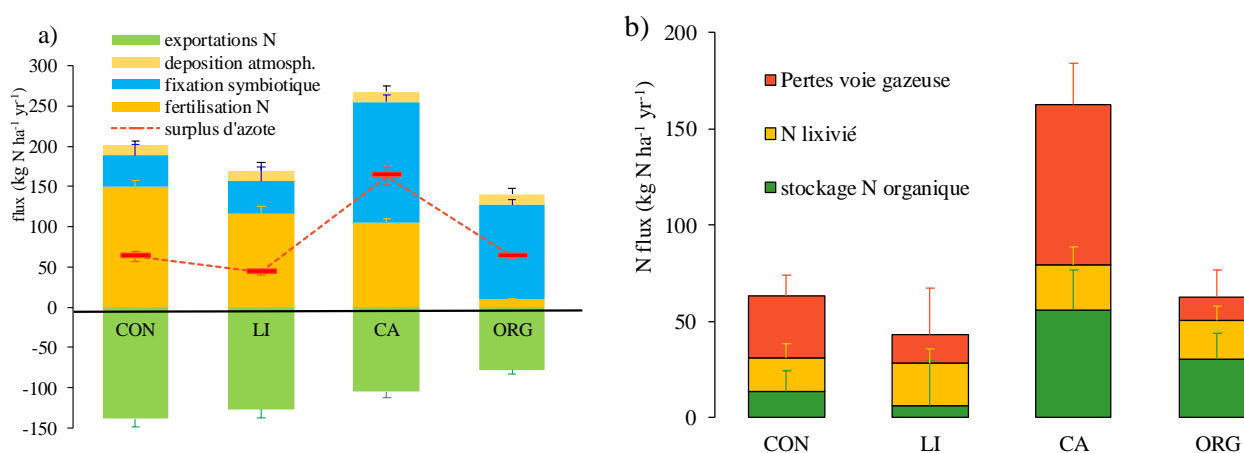 a)
exportations N
deposition atmosph.
fixation symbiotique
fertilisation N
surplus d'azote
flux (kg N ha⁻¹ yr⁻¹)
300
250
200
150
100
50
0
-50
-100
-150
CON LI CA ORG
b)
Pertes voie gazeuse
N lixivié
stockage N organique
N flux (kg N ha⁻¹ yr⁻¹)
200
150
100
50
0
CON LI CA ORG